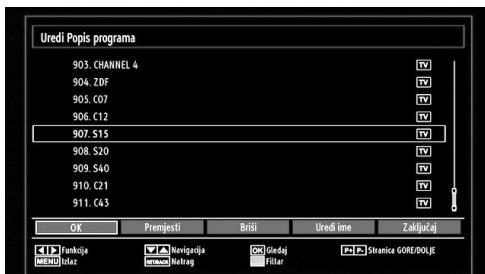 Uredi Popis programa
903. CHANNEL 4 TV
904. ZDF TV
905. C07 TV
906. C12 TV
907. S15 TV
908. S20 TV
909. S40 TV
910. C21 TV
911. C43 TV
OK Premjesti Briši Uredi ime Zaključaj
Funkcija Navigacija OK Gledaj P+ P- Stranica GORE/DOLJE
MENU Izlaz RET/BACK Natrag Filtar